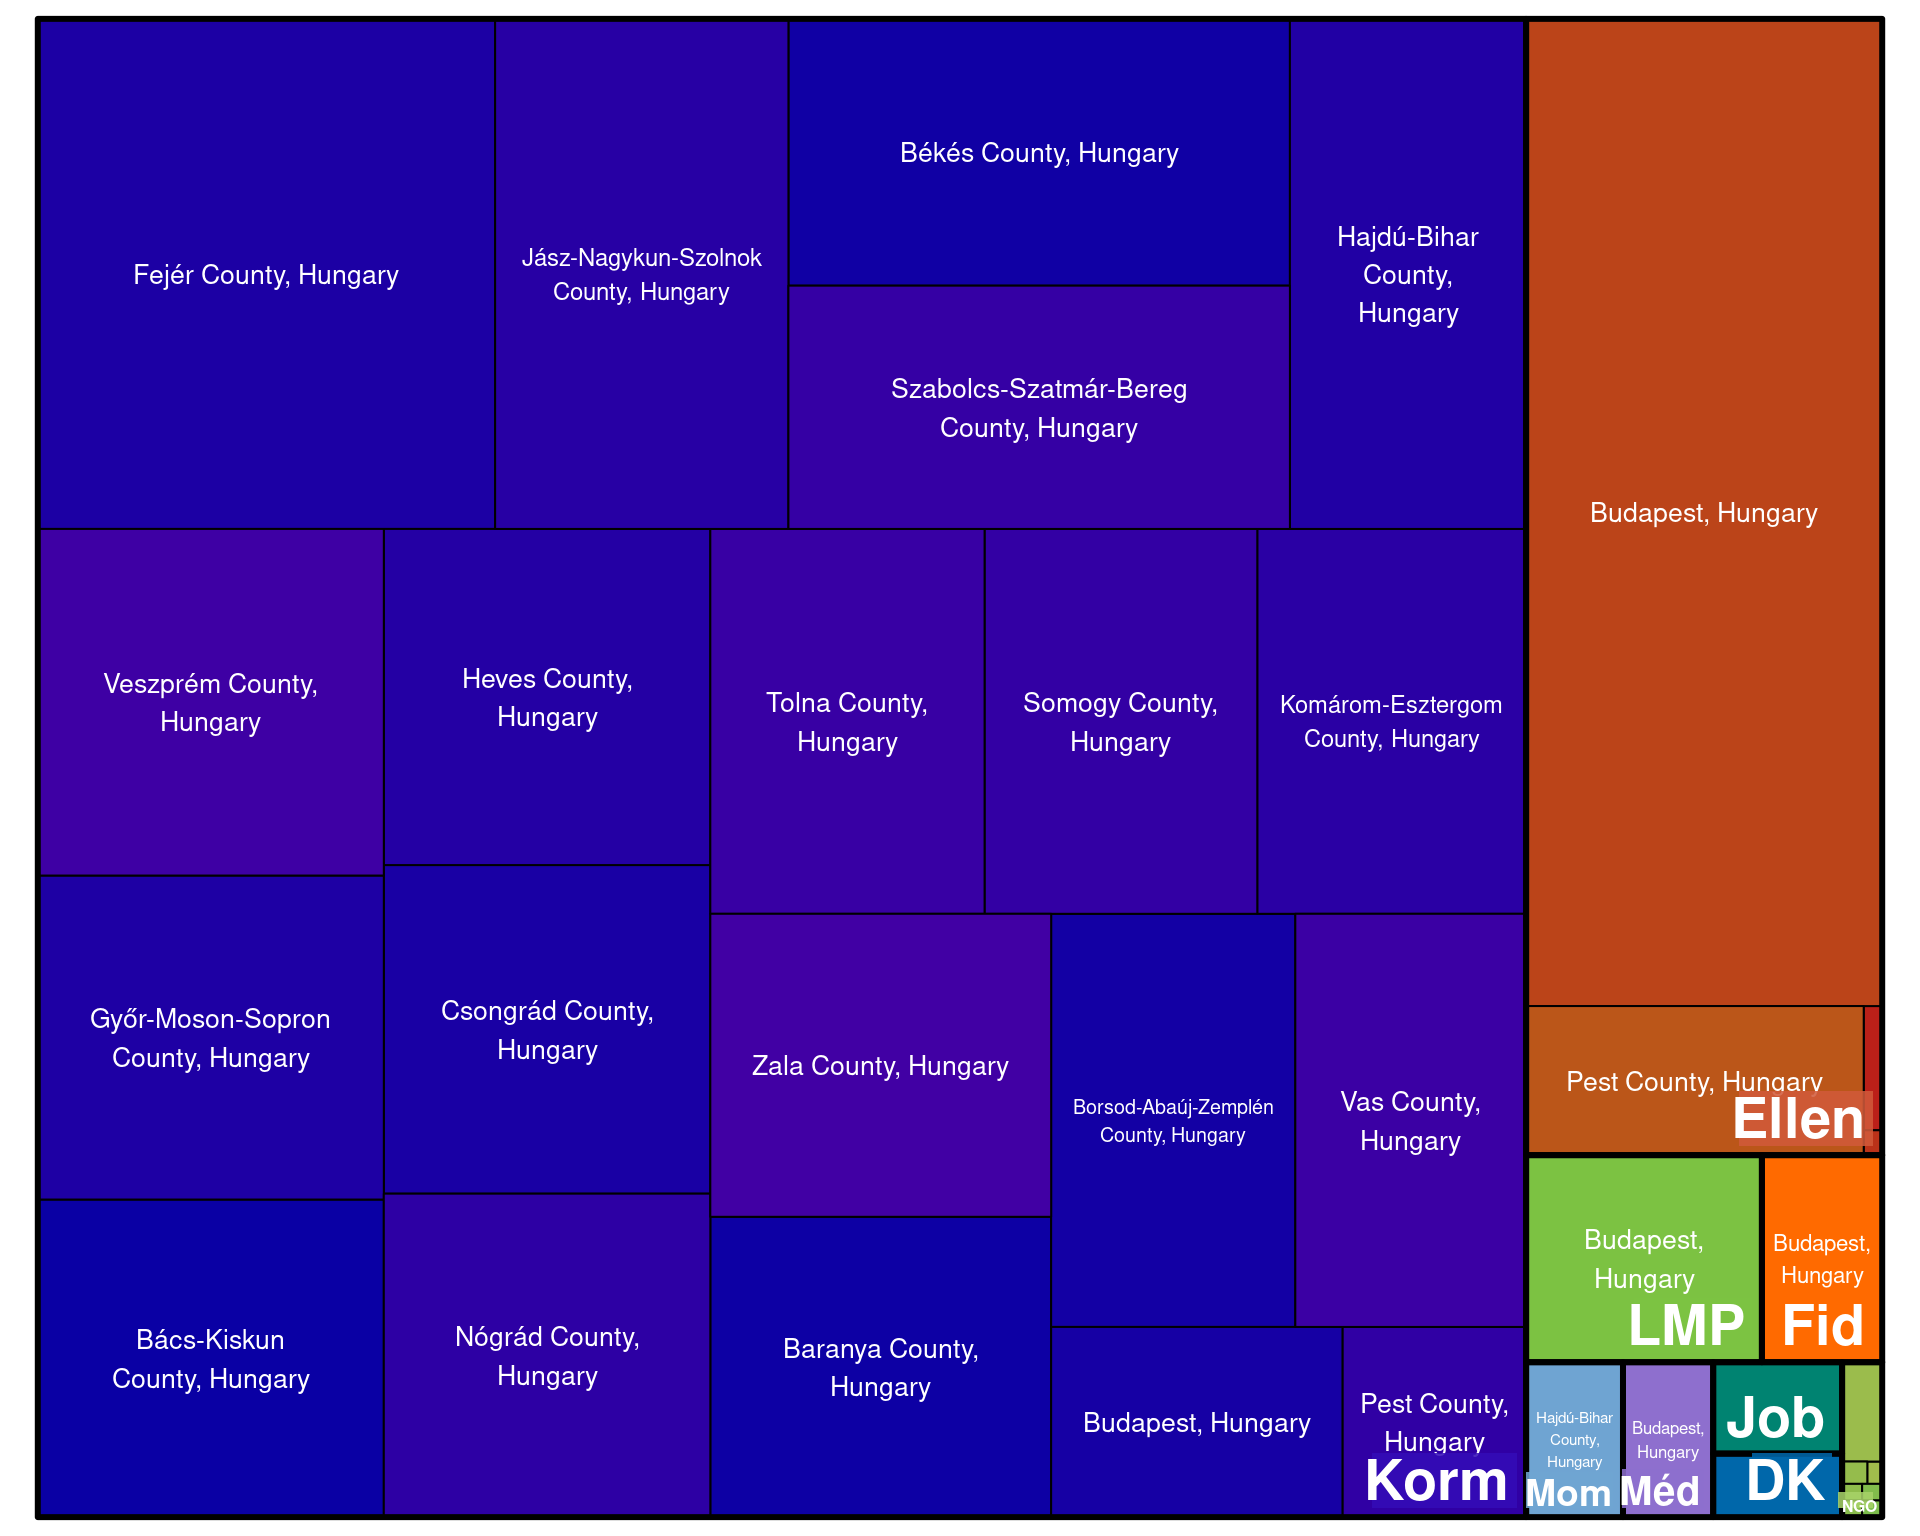 Fejér County, Hungary
Jász-Nagykun-Szolnok
County, Hungary
Békés County, Hungary
Szabolcs-Szatmár-Bereg
County, Hungary
Hajdú-Bihar
County,
Hungary
Veszprém County,
Hungary
Heves County,
Hungary
Tolna County,
Hungary
Somogy County,
Hungary
Komárom-Esztergom
County, Hungary
Győr-Moson-Sopron
County, Hungary
Csongrád County,
Hungary
Zala County, Hungary
Borsod-Abaúj-Zemplén
County, Hungary
Vas County,
Hungary
Bács-Kiskun
County, Hungary
Nógrád County,
Hungary
Baranya County,
Hungary
Budapest, Hungary
Pest County,
Hungary
Korm
Budapest, Hungary
Pest County, Hungary
Ellen
Budapest,
Hungary
LMP
Budapest,
Hungary
Fid
Hajdú-Bihar
County,
Hungary
Mom
Budapest,
Hungary
Méd
Job
DK
NGO